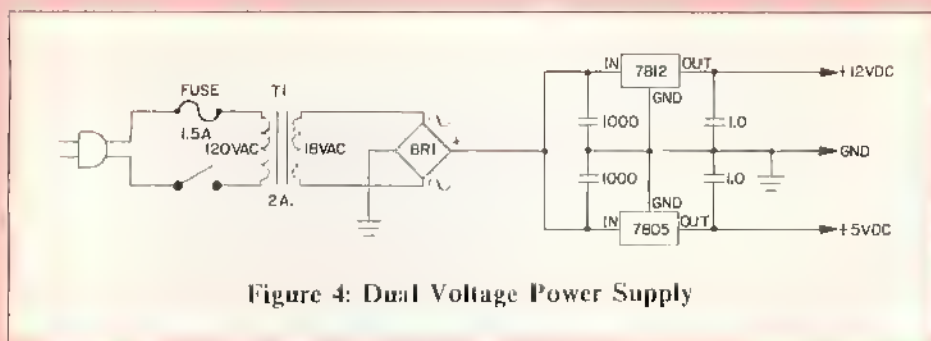 FUSE
1.5A
T1
120VAC
18VAC
2A.
BR1
+
IN
7812
OUT
GND
1000
1.0
+12VDC
GND
1000
1.0
GND
IN
7805
OUT
+5VDC
Figure 4: Dual Voltage Power Supply